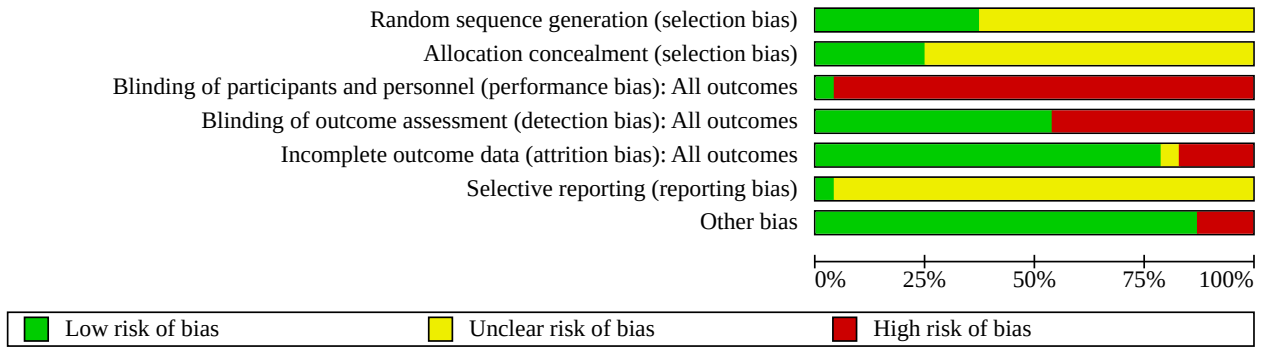 Random sequence generation (selection bias)
Allocation concealment (selection bias)
Blinding of participants and personnel (performance bias): All outcomes
Blinding of outcome assessment (detection bias): All outcomes
Incomplete outcome data (attrition bias): All outcomes
Selective reporting (reporting bias)
Other bias
0% 25% 50% 75% 100%
Low risk of bias Unclear risk of bias High risk of bias